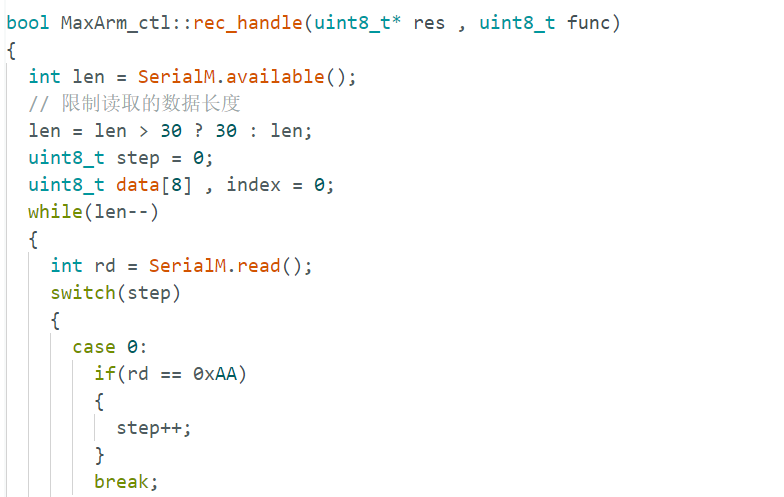 bool MaxArm_ctl::rec_handle(uint8_t* res , uint8_t func)
{
  int len = SerialM.available();
  // 限制读取的数据长度
  len = len > 30 ? 30 : len;
  uint8_t step = 0;
  uint8_t data[8] , index = 0;
  while(len--)
  {
    int rd = SerialM.read();
    switch(step)
    {
      case 0:
        if(rd == 0xAA)
        {
          step++;
        }
        break;